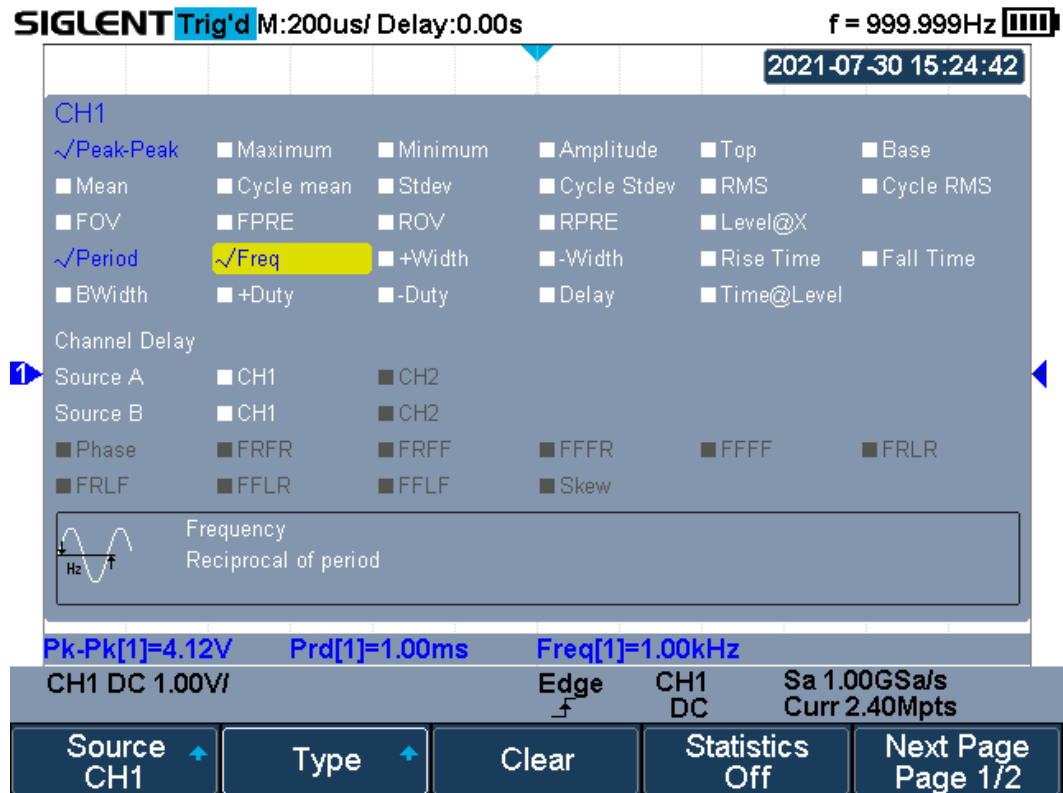 SIGLENT Trig'd M:200us/ Delay:0.00s f = 999.999Hz
2021-07-30 15:24:42
CH1
Peak-Peak Maximum Minimum Amplitude Top Base
Mean Cycle mean Stdev Cycle Stdev RMS Cycle RMS
FOV FPRE ROV RPRE Level@X
Period Freq +Width -Width Rise Time Fall Time
BWidth +Duty -Duty Delay Time@Level
Channel Delay
1
Source A CH1 CH2
Source B CH1 CH2
Phase FRFR FRFF FFFR FFFF FRLR
FRLF FFLR FFLF Skew
Frequency
Hz Reciprocal of period
Pk-Pk[1]=4.12V Prd[1]=1.00ms Freq[1]=1.00kHz
CH1 DC 1.00V/ Edge CH1 Sa 1.00GSa/s
DC Curr 2.40Mpts
Source Type Clear Statistics Next Page
CH1 Off Page 1/2